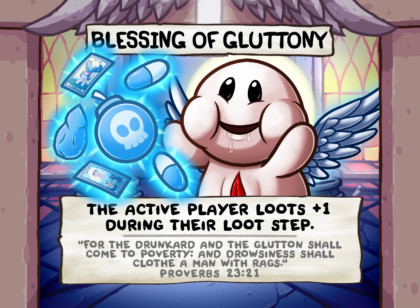 BLESSING OF GLUTTONY
THE ACTIVE PLAYER LOOTS +1
DURING THEIR LOOT STEP.
"FOR THE DRUNKARD AND THE GLUTTON SHALL
COME TO POVERTY: AND DROWSINESS SHALL
CLOTHE A MAN WITH RAGS."
PROVERBS 23:21